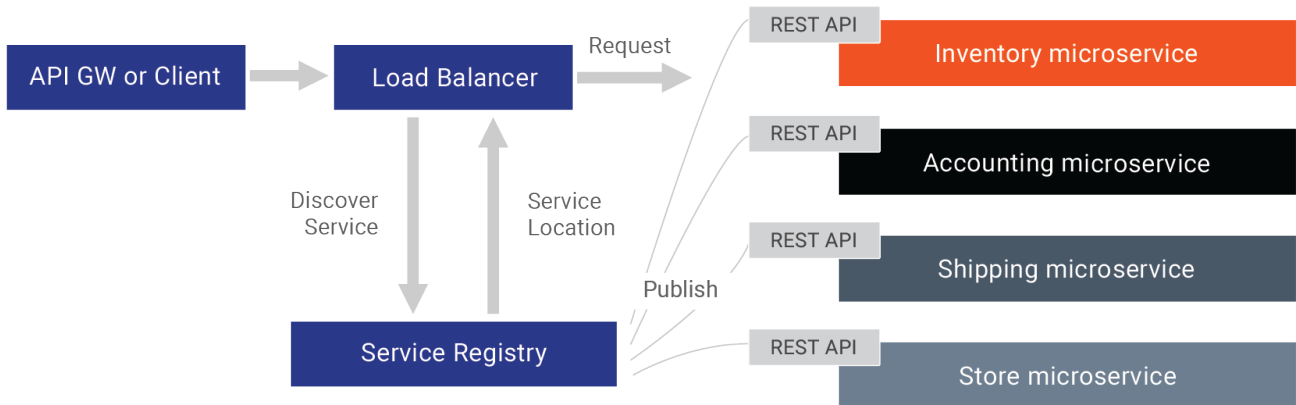 API GW or Client
Load Balancer
Request
Discover
Service
Service
Location
Service Registry
Publish
REST API
Inventory microservice
REST API
Accounting microservice
REST API
Shipping microservice
REST API
Store microservice